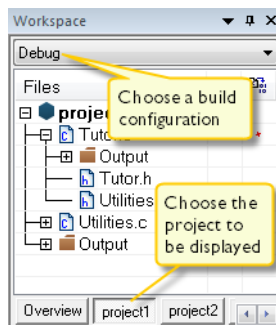 Workspace
Debug
Files
Choose a build
configuration
projec
Tutor.c
Output
Tutor.h
Utilities
Choose the
project to
be displayed
Utilities.c
Output
Overview
project1
project2